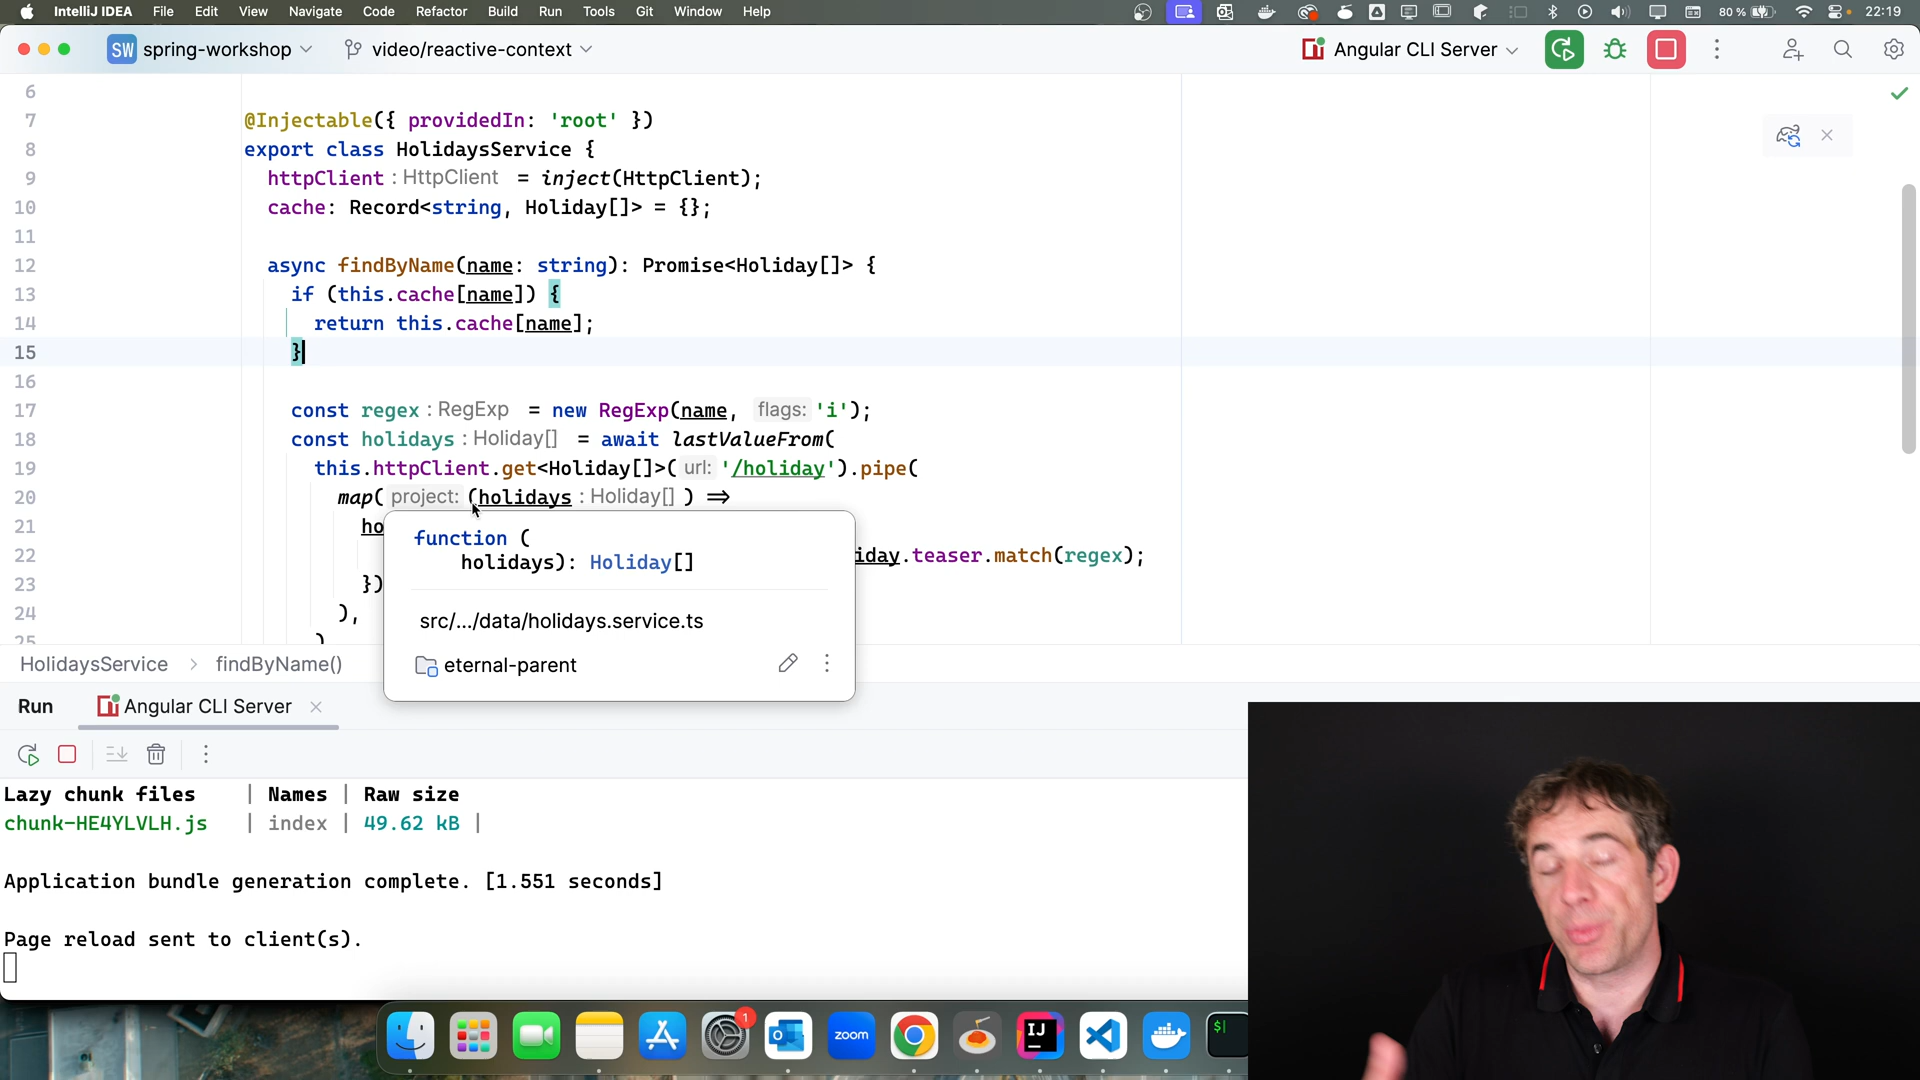 IntelliJ IDEA File Edit View Navigate Code Refactor Build Run Tools Git Window Help 80 % 22:19
SW spring-workshop video/reactive-context Angular CLI Server
6
7 @Injectable({ providedIn: 'root' })
8 export class HolidaysService {
9 httpClient : HttpClient = inject(HttpClient);
10 cache: Record<string, Holiday[]> = {};
11
12 async findByName(name: string): Promise<Holiday[]> {
13 if (this.cache[name]) {
14 return this.cache[name];
15 }
16
17 const regex : RegExp = new RegExp(name, flags: 'i');
18 const holidays : Holiday[] = await lastValueFrom(
19 this.httpClient.get<Holiday[]>( url: '/holiday').pipe(
20 map( project: (holidays : Holiday[] ) =>
21 ho
22 iday.teaser.match(regex);
23 })
24 ),
25 )
function (
holidays): Holiday[]
src/.../data/holidays.service.ts
eternal-parent
HolidaysService > findByName()
Run Angular CLI Server
Lazy chunk files | Names | Raw size
chunk-HE4YLVLH.js | index | 49.62 kB |
Application bundle generation complete. [1.551 seconds]
Page reload sent to client(s).
1
zoom
IJ
$